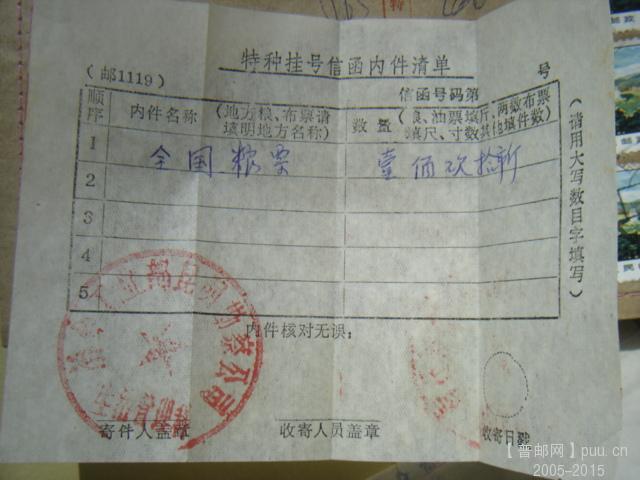 特种挂号信函内件清单
(邮1119)
信函号码第 号
顺序
内件名称 (地方粮、布票请填明地方名称)
数量 (粮、油票填斤、两数布票填尺、寸数其他填件数)
1 全国粮票 壹佰玖拾斤
2
3
4
5
(请用大写数目字填写)
内件核对无误:
寄件人盖章
收寄人员盖章
收寄日戳
【普邮网】puu.cn
2005-2015